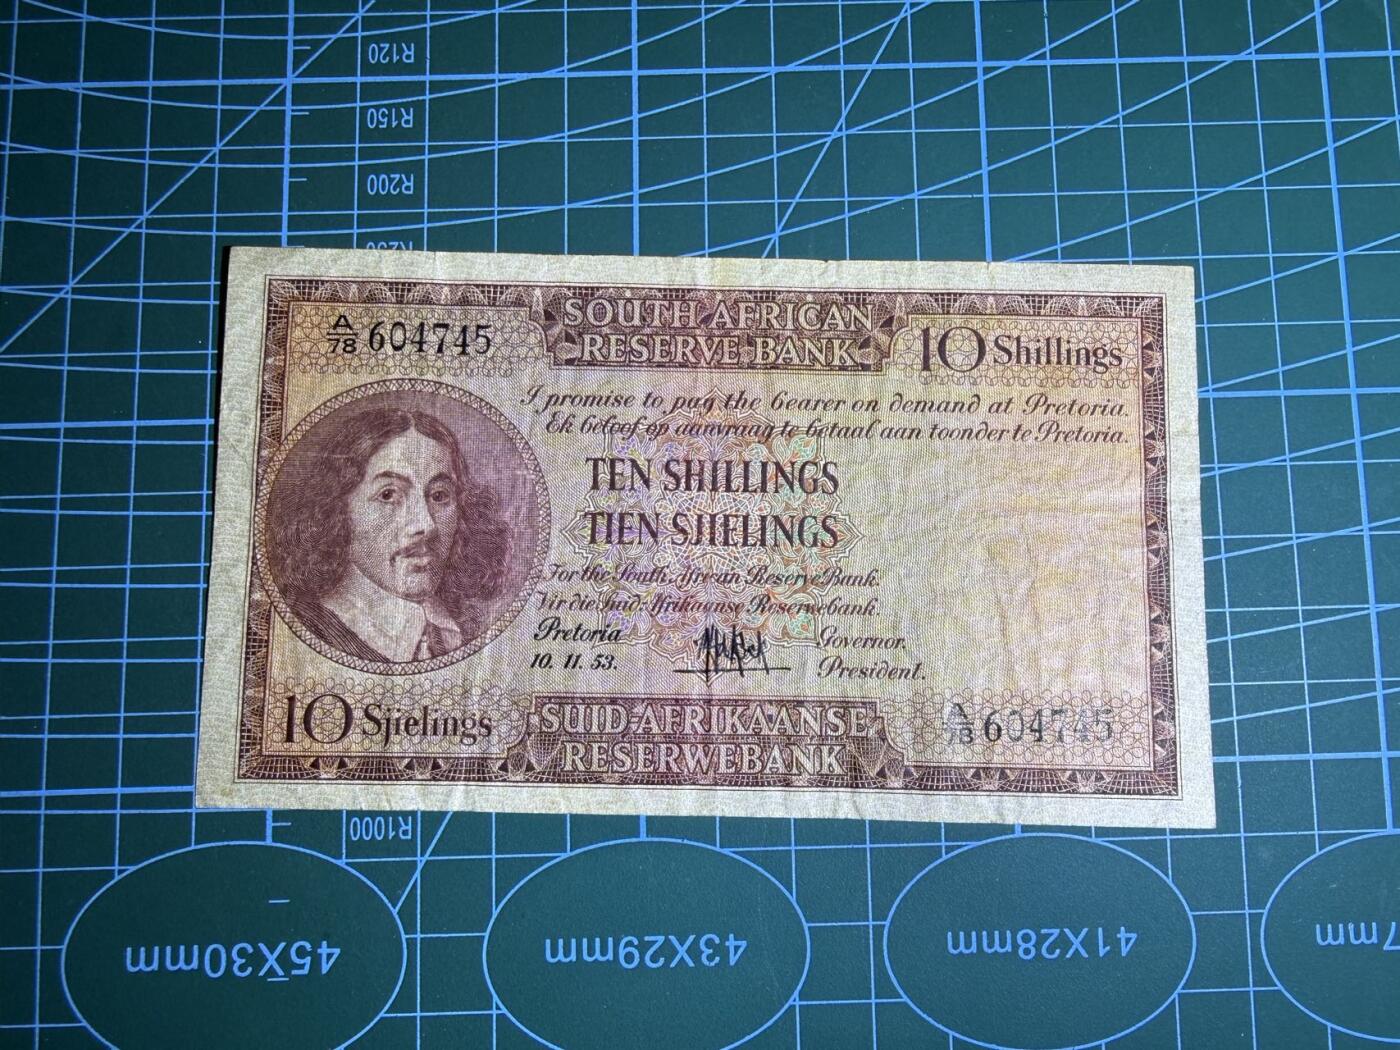 R120
R150
R200
R250
A/78 604745
SOUTH AFRICAN
RESERVE BANK
10 Shillings
I promise to pay the bearer on demand at Pretoria.
Ek beloof op aanvraag te betaal aan toonder te Pretoria.
TEN SHILLINGS
TIEN SJIELINGS
For the South African Reserve Bank.
Vir die Suid-Afrikaanse Reserwebank.
Pretoria
10. 11. 53.
Governor.
President.
10 Sjielings
SUID-AFRIKAANSE
RESERWEBANK
A/78 604745
R1000
45X30mm
43X29mm
41X28mm
7mm